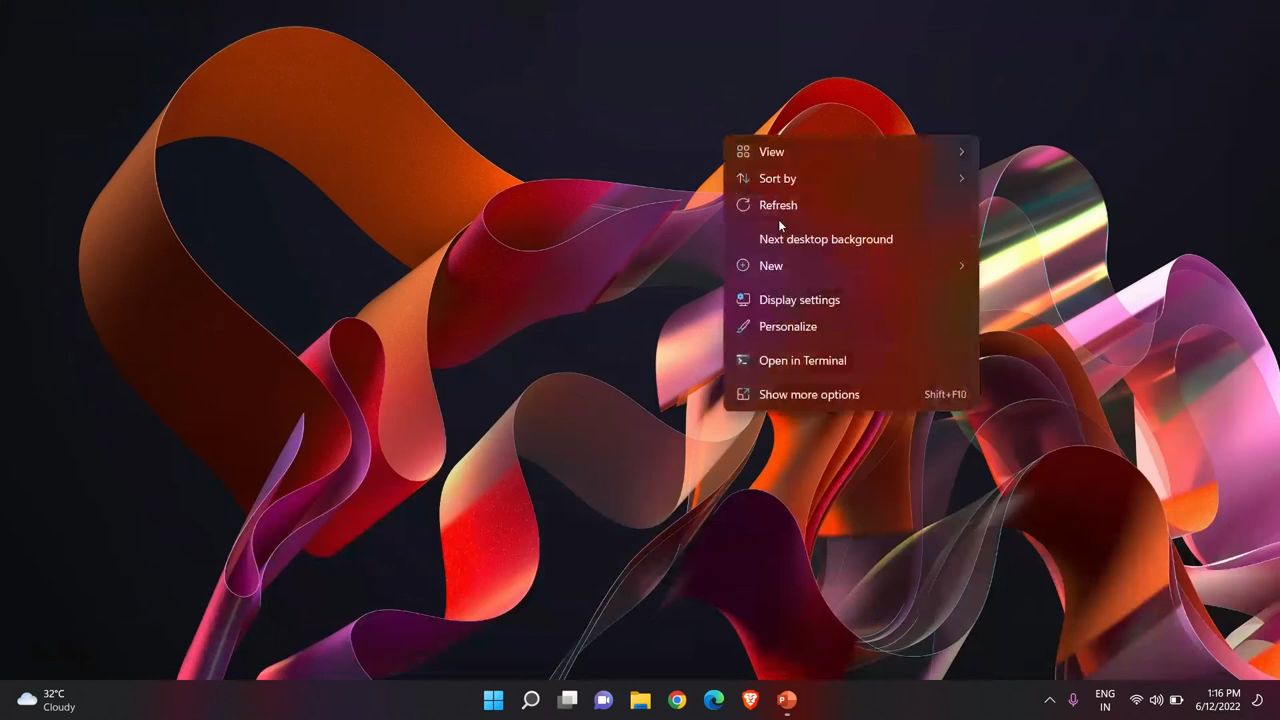 View
Sort by
Refresh
Next desktop background
New
Display settings
Personalize
Open in Terminal
Show more options Shift+F10
32°C
Cloudy
ENG
IN
1:16 PM
6/12/2022